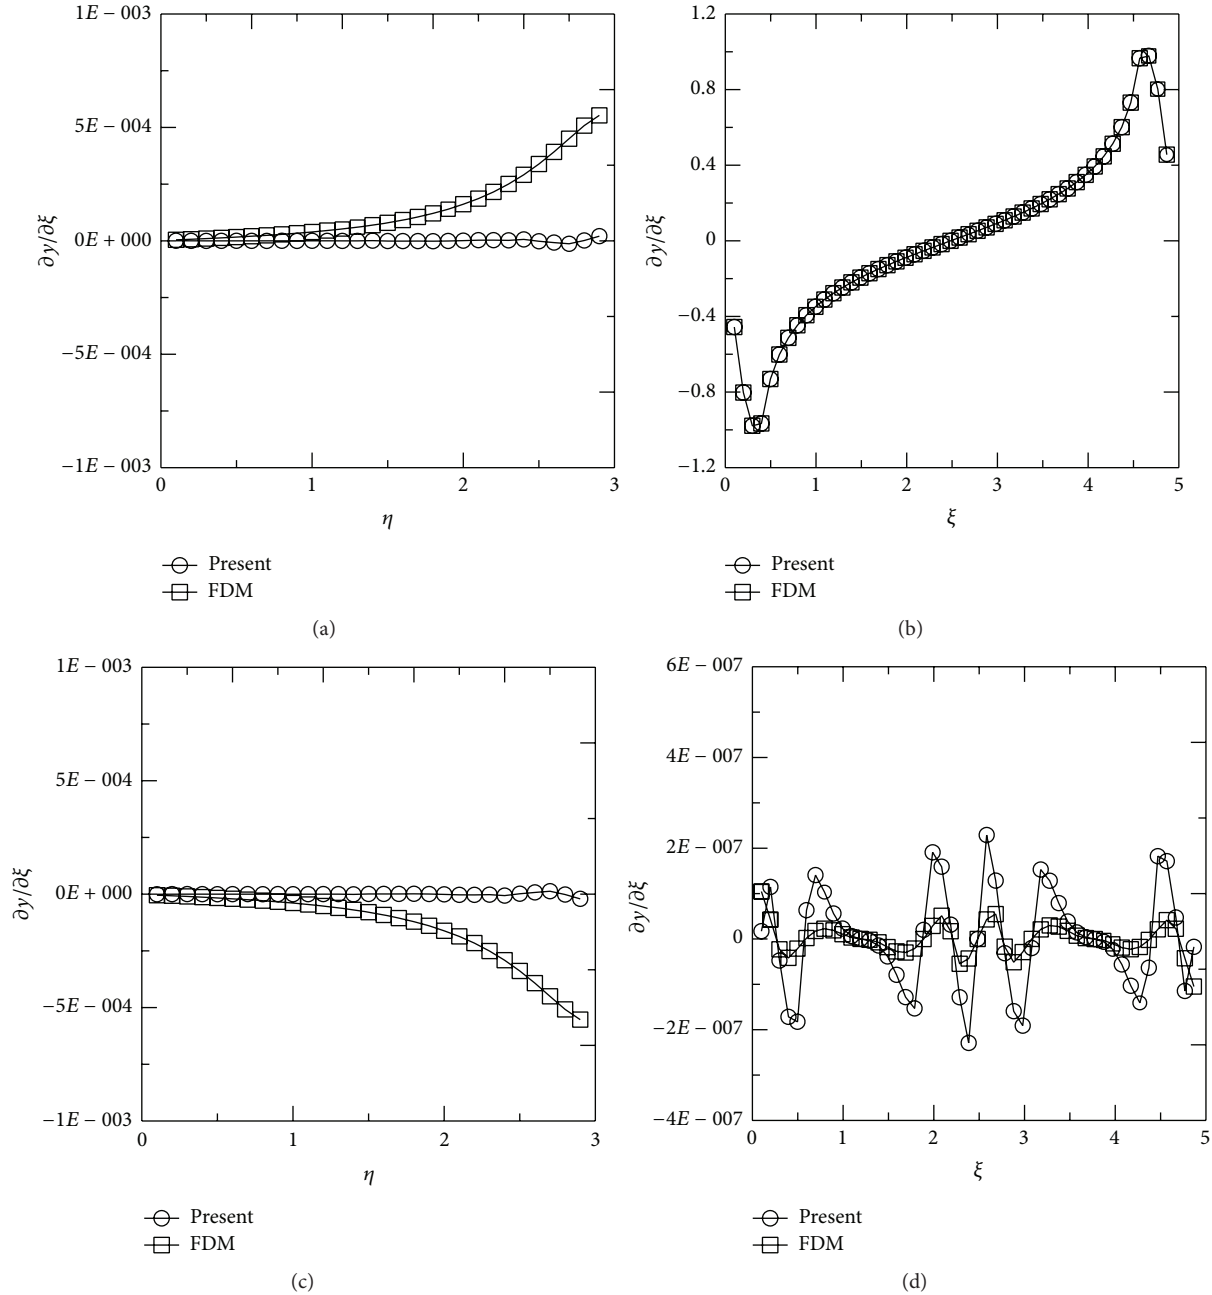 1E − 003
5E − 004
0E + 000
−5E − 004
−1E − 003
∂y/∂ξ
0
1
2
3
η
Present
FDM
(a)
1.2
0.8
0.4
0
−0.4
−0.8
−1.2
∂y/∂ξ
0
1
2
3
4
5
ξ
Present
FDM
(b)
1E − 003
5E − 004
0E + 000
−5E − 004
−1E − 003
∂y/∂ξ
0
1
2
3
η
Present
FDM
(c)
6E − 007
4E − 007
2E − 007
0
−2E − 007
−4E − 007
∂y/∂ξ
0
1
2
3
4
5
ξ
Present
FDM
(d)